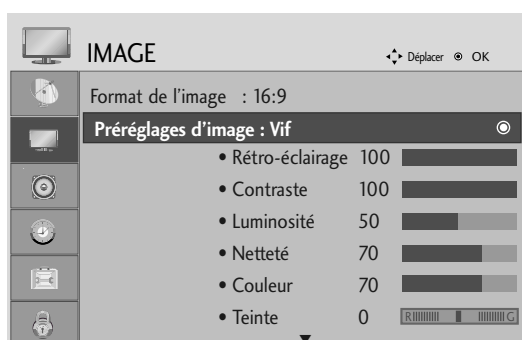 IMAGE
Déplacer OK
Format de l'image : 16:9
Préréglages d'image : Vif
• Rétro-éclairage 100
• Contraste 100
• Luminosité 50
• Netteté 70
• Couleur 70
• Teinte 0 R G